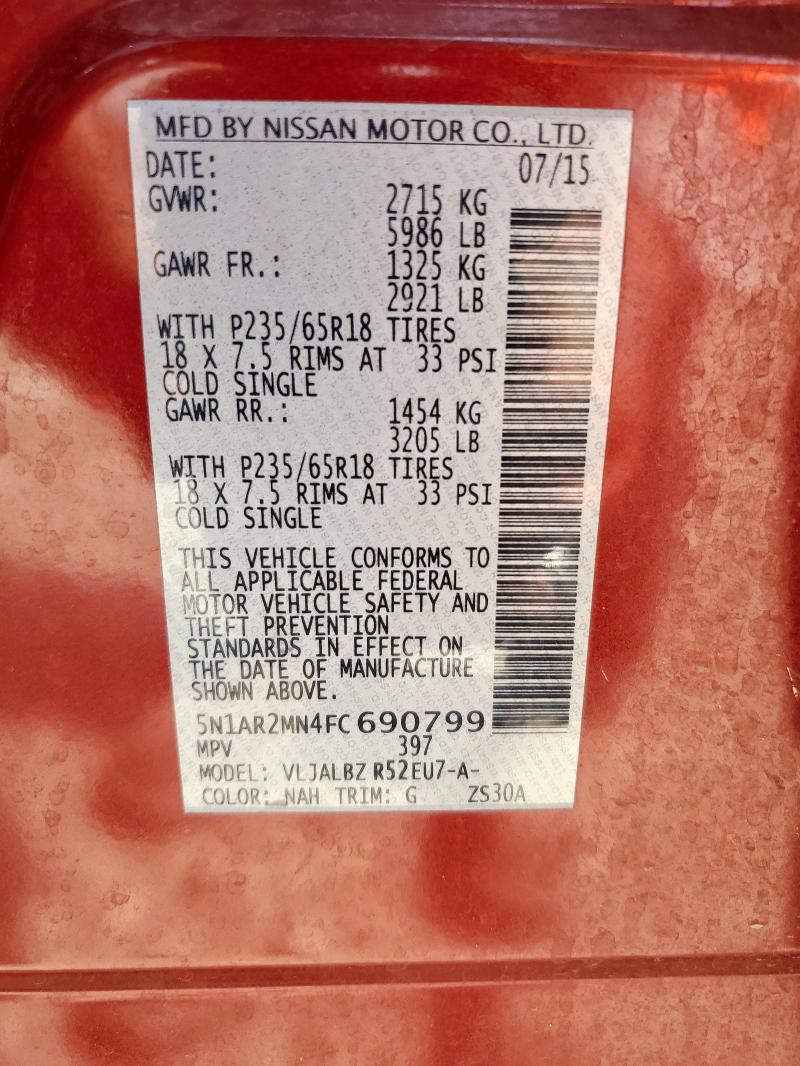 MFD BY NISSAN MOTOR CO., LTD.
DATE: 07/15
GVWR: 2715 KG
5986 LB
GAWR FR.: 1325 KG
2921 LB
WITH P235/65R18 TIRES
18 X 7.5 RIMS AT 33 PSI
COLD SINGLE
GAWR RR.: 1454 KG
3205 LB
WITH P235/65R18 TIRES
18 X 7.5 RIMS AT 33 PSI
COLD SINGLE
THIS VEHICLE CONFORMS TO
ALL APPLICABLE FEDERAL
MOTOR VEHICLE SAFETY AND
THEFT PREVENTION
STANDARDS IN EFFECT ON
THE DATE OF MANUFACTURE
SHOWN ABOVE.
5N1AR2MN4FC690799
MPV 397
MODEL: VLJALBZ R52EU7-A-
COLOR: NAH TRIM: G ZS30A